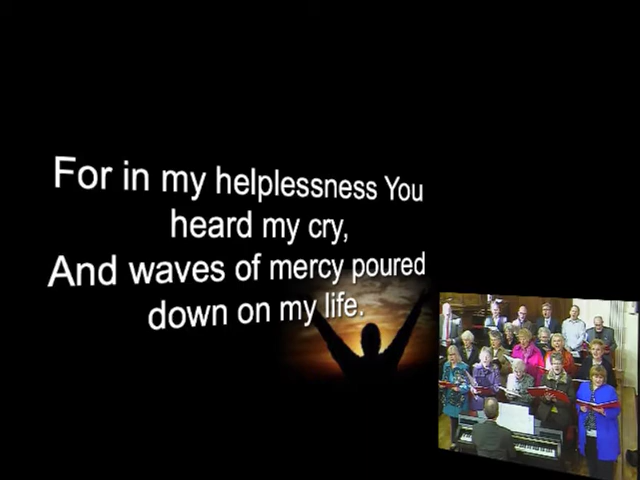 For in my helplessness You
heard my cry,
And waves of mercy poured
down on my life.